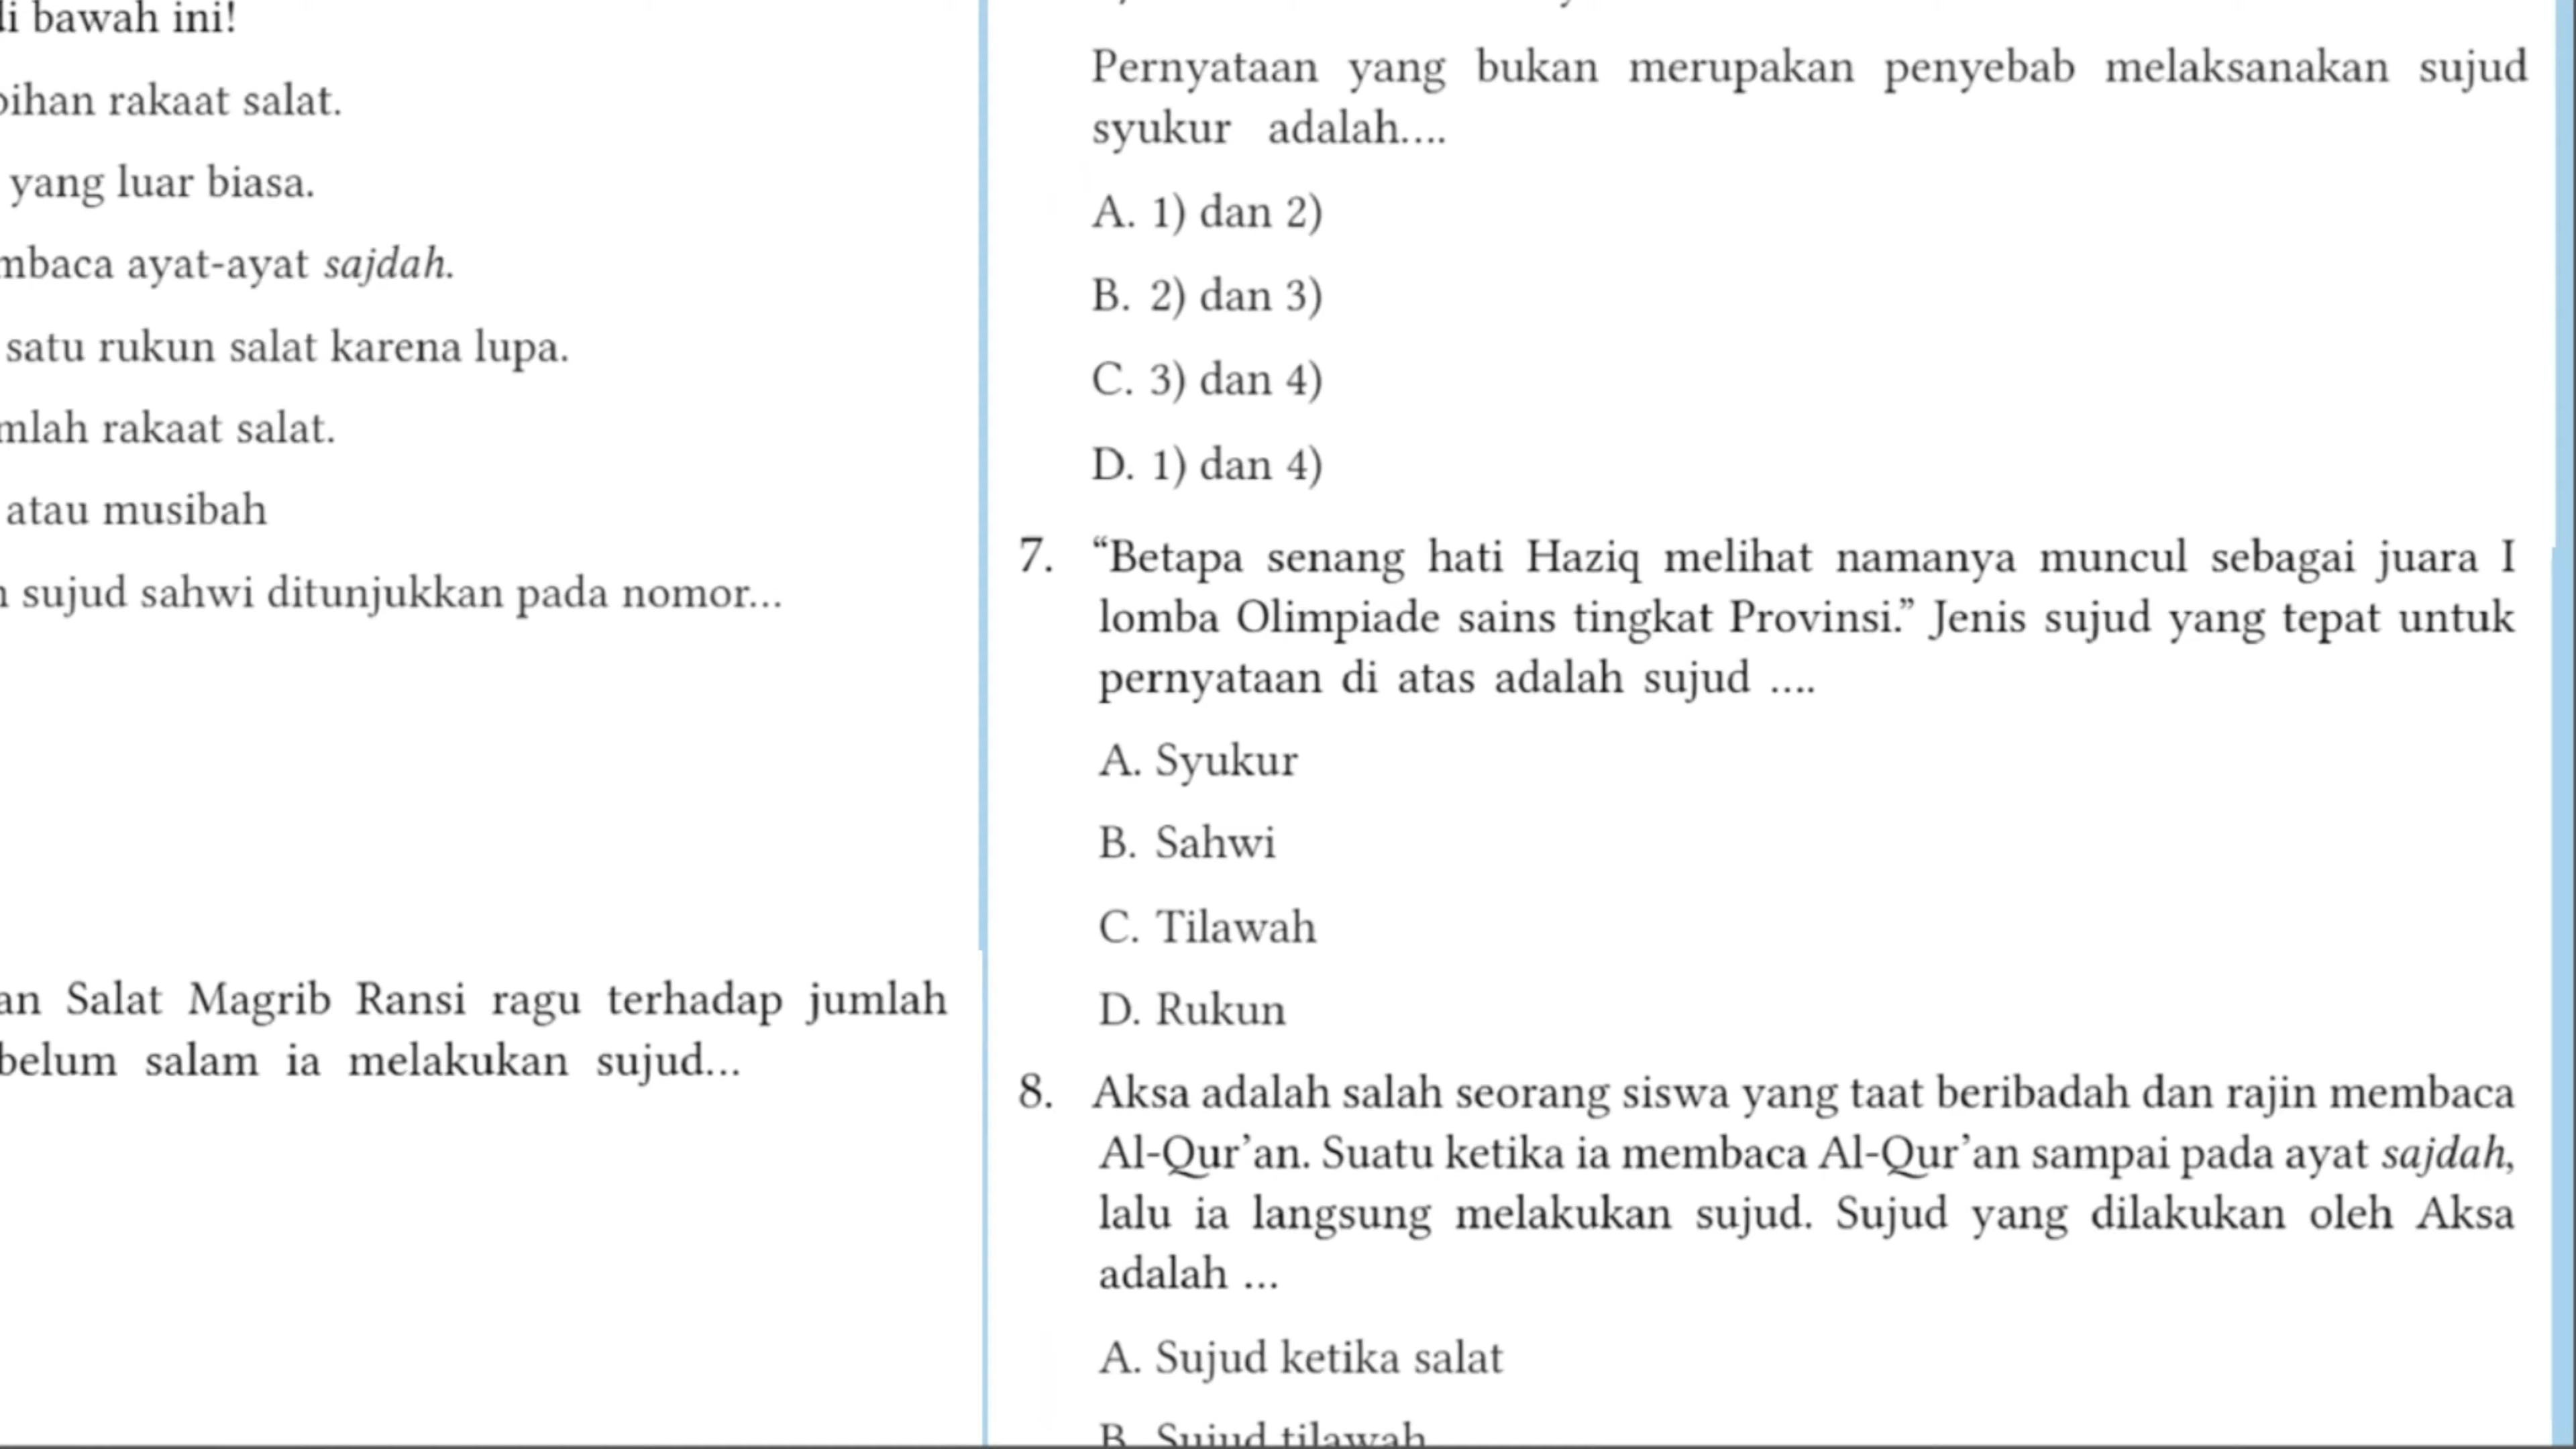 di bawah ini!
bihan rakaat salat.
yang luar biasa.
mbaca ayat-ayat sajdah.
satu rukun salat karena lupa.
mlah rakaat salat.
atau musibah
n sujud sahwi ditunjukkan pada nomor...
an Salat Magrib Ransi ragu terhadap jumlah
belum salam ia melakukan sujud...
Pernyataan yang bukan merupakan penyebab melaksanakan sujud
syukur adalah....
A. 1) dan 2)
B. 2) dan 3)
C. 3) dan 4)
D. 1) dan 4)
7. “Betapa senang hati Haziq melihat namanya muncul sebagai juara I
lomba Olimpiade sains tingkat Provinsi.” Jenis sujud yang tepat untuk
pernyataan di atas adalah sujud ....
A. Syukur
B. Sahwi
C. Tilawah
D. Rukun
8. Aksa adalah salah seorang siswa yang taat beribadah dan rajin membaca
Al-Qur’an. Suatu ketika ia membaca Al-Qur’an sampai pada ayat sajdah,
lalu ia langsung melakukan sujud. Sujud yang dilakukan oleh Aksa
adalah ...
A. Sujud ketika salat
B. Sujud tilawah